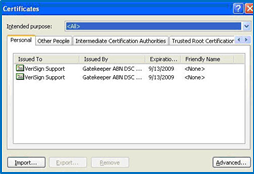 Certificates
Intended purpose: <All>
Personal Other People Intermediate Certification Authorities Trusted Root Certification
Issued To Issued By Expiratio... Friendly Name
VeriSign Support Gatekeeper ABN DSC ... 9/13/2009 <None>
VeriSign Support Gatekeeper ABN DSC ... 9/13/2009 <None>
Import... Export... Remove Advanced...